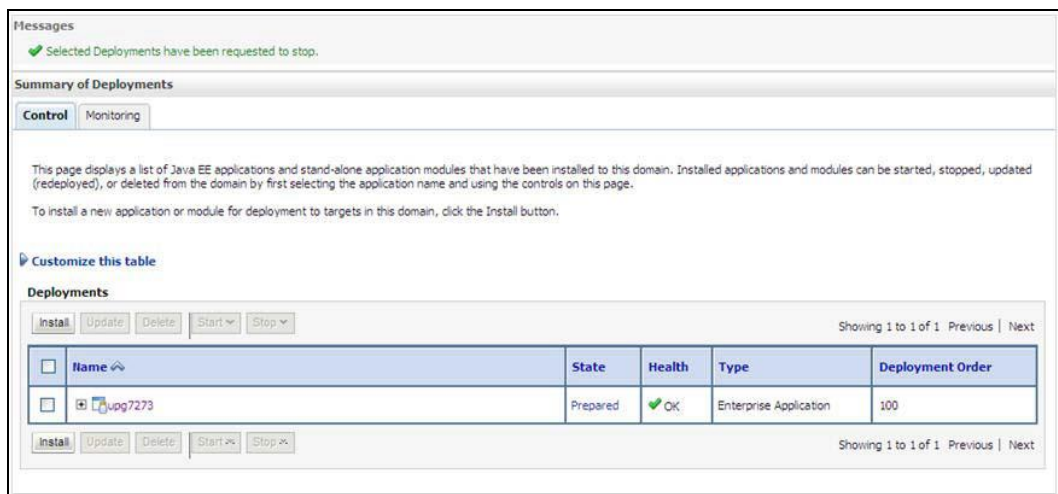 Messages
Selected Deployments have been requested to stop.
Summary of Deployments
Control Monitoring
This page displays a list of Java EE applications and stand-alone application modules that have been installed to this domain. Installed applications and modules can be started, stopped, updated
(redeployed), or deleted from the domain by first selecting the application name and using the controls on this page.
To install a new application or module for deployment to targets in this domain, click the Install button.
Customize this table
Deployments
Install Update Delete Start Stop Showing 1 to 1 of 1 Previous | Next
Name State Health Type Deployment Order
upg7273 Prepared OK Enterprise Application 100
Install Update Delete Start Stop Showing 1 to 1 of 1 Previous | Next